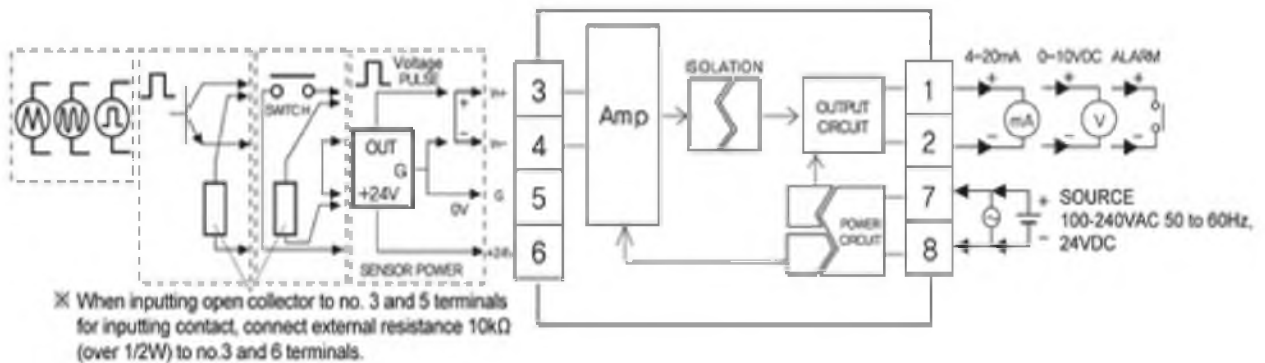 4~20mA 0~10VDC ALARM
Voltage
PULSE
ISOLATION
SWITCH
IN+
3
Amp
OUTPUT
CIRCUIT
1
mA
V
+
-
IN-
4
2
OUT
G
+24V
0V
G
5
7
+ SOURCE
100-240VAC 50 to 60Hz,
- 24VDC
POWER
CIRCUIT
8
SENSOR POWER
+24V
6
※ When inputting open collector to no. 3 and 5 terminals
for inputting contact, connect external resistance 10kΩ
(over 1/2W) to no.3 and 6 terminals.